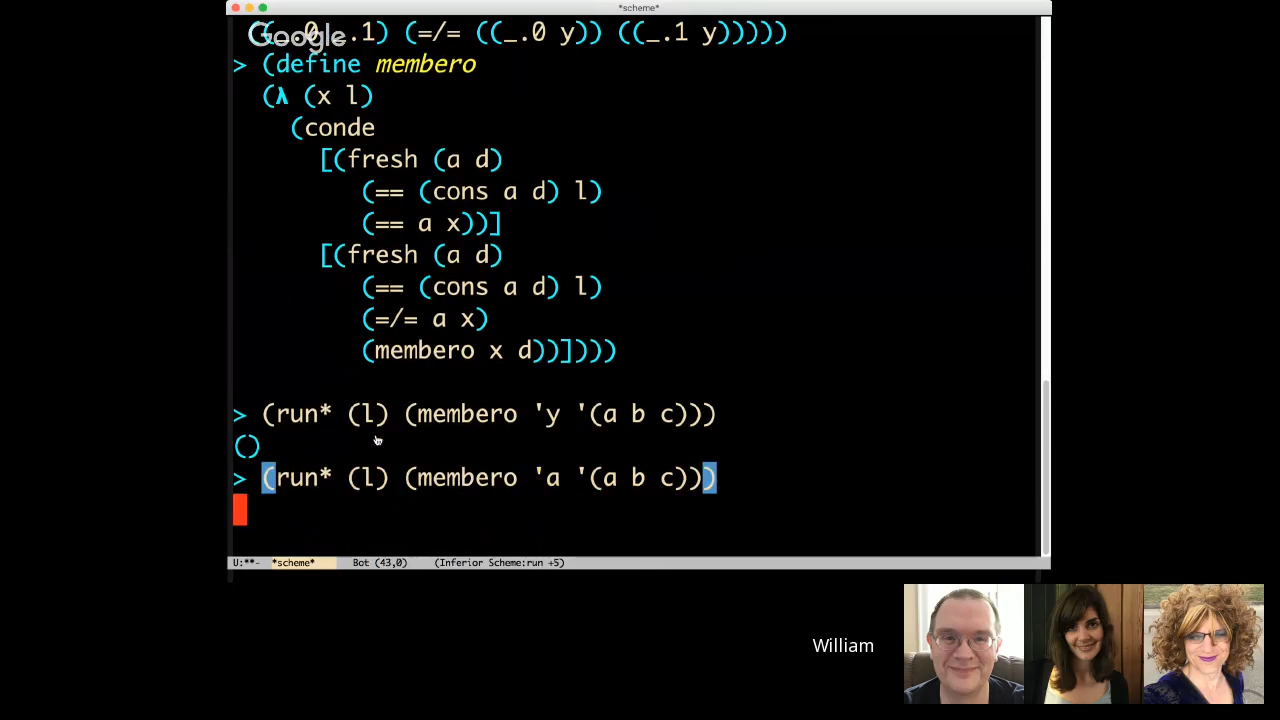 *scheme*
Google
((_.0 _.1) (=/= ((_.0 y)) ((_.1 y)))))
> (define membero
(λ (x l)
(conde
[(fresh (a d)
(== (cons a d) l)
(== a x))]
[(fresh (a d)
(== (cons a d) l)
(=/= a x)
(membero x d))])))
> (run* (l) (membero 'y '(a b c)))
()
> (run* (l) (membero 'a '(a b c)))
U:**- *scheme* Bot (43,0) (Inferior Scheme:run +5)
William